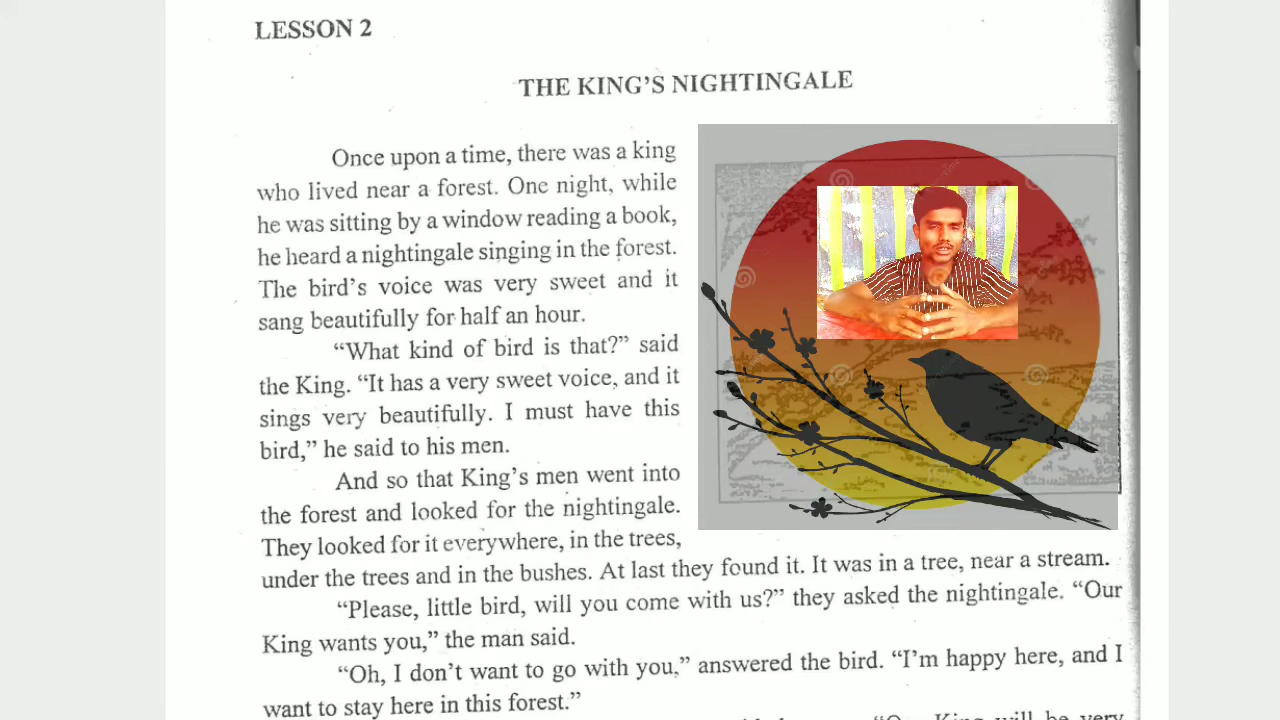 LESSON 2
THE KING'S NIGHTINGALE
Once upon a time, there was a king
who lived near a forest. One night, while
he was sitting by a window reading a book,
he heard a nightingale singing in the forest.
The bird's voice was very sweet and it
sang beautifully for half an hour.
“What kind of bird is that?” said
the King. “It has a very sweet voice, and it
sings very beautifully. I must have this
bird,” he said to his men.
And so that King's men went into
the forest and looked for the nightingale.
They looked for it everywhere, in the trees,
under the trees and in the bushes. At last they found it. It was in a tree, near a stream.
“Please, little bird, will you come with us?” they asked the nightingale. “Our
King wants you,” the man said.
“Oh, I don't want to go with you,” answered the bird. “I'm happy here, and I
want to stay here in this forest.”
King will be very